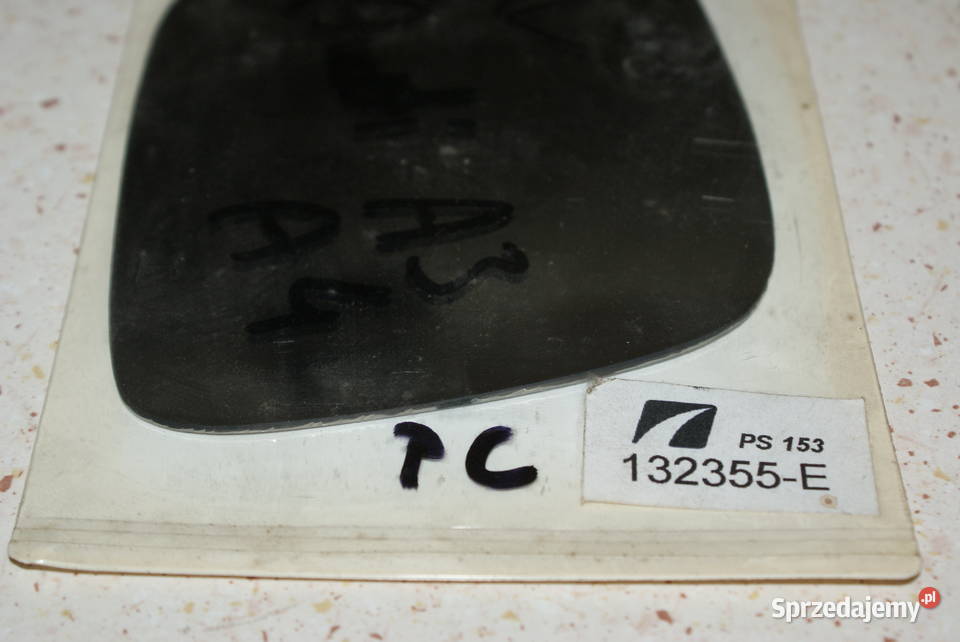 A3
A4
PC
PS 153
132355-E
Sprzedajemy.pl